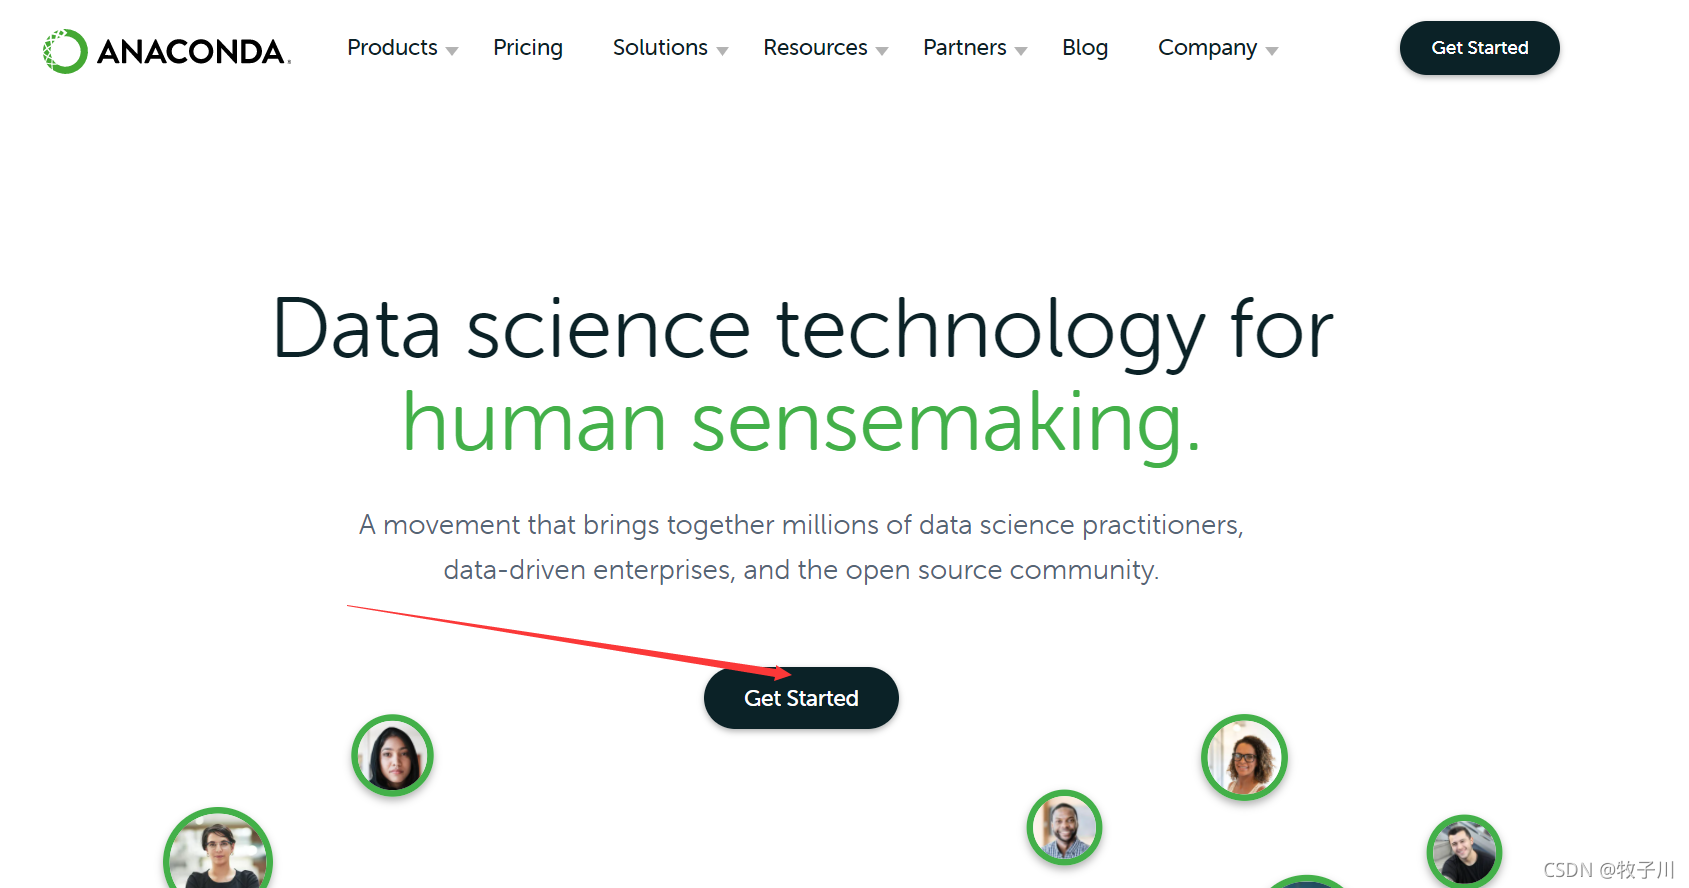 ANACONDA.
Products Pricing Solutions Resources Partners Blog Company Get Started
Data science technology for
human sensemaking.
A movement that brings together millions of data science practitioners,
data-driven enterprises, and the open source community.
Get Started
CSDN @牧子川